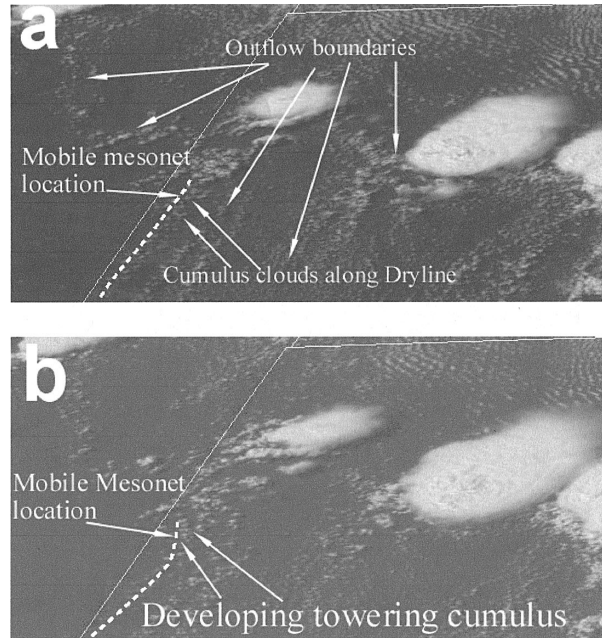 a
Outflow boundaries
Mobile mesonet
location
Cumulus clouds along Dryline
b
Mobile Mesonet
location
Developing towering cumulus